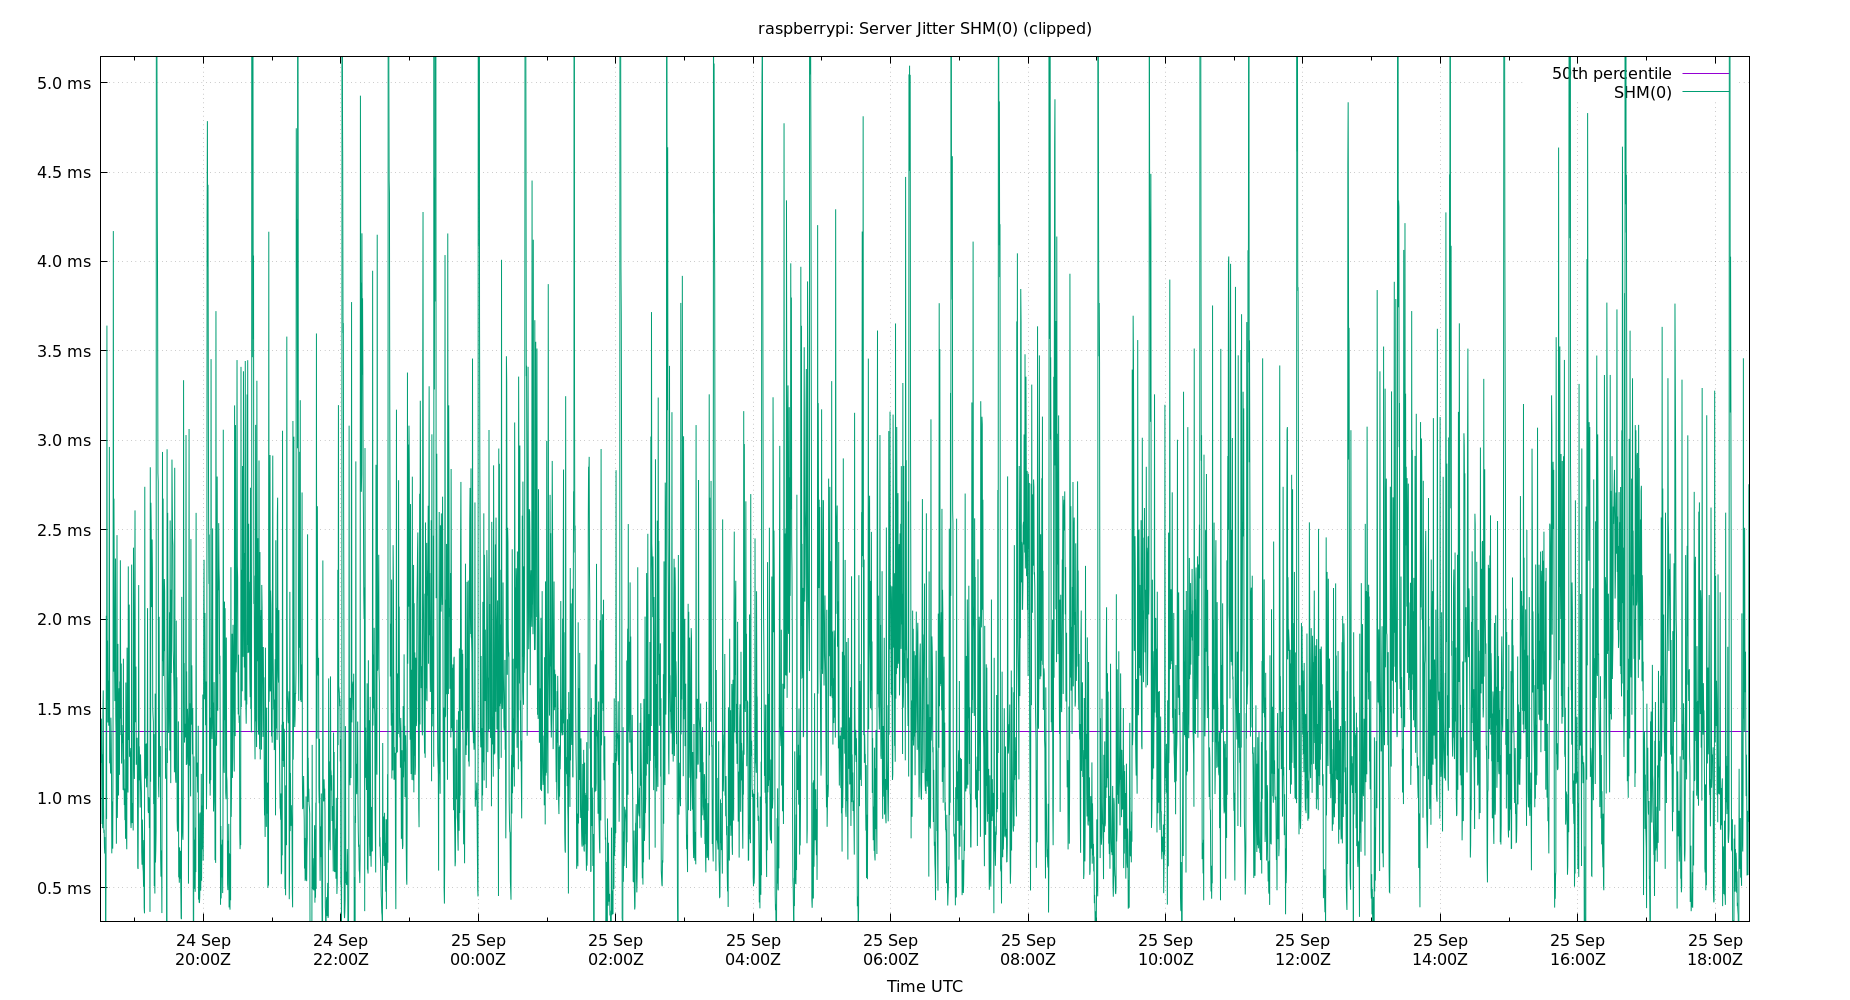 raspberrypi: Server Jitter SHM(0) (clipped)
50th percentile
SHM(0)
5.0 ms
4.5 ms
4.0 ms
3.5 ms
3.0 ms
2.5 ms
2.0 ms
1.5 ms
1.0 ms
0.5 ms
24 Sep 24 Sep 25 Sep 25 Sep 25 Sep 25 Sep 25 Sep 25 Sep 25 Sep 25 Sep 25 Sep 25 Sep
20:00Z 22:00Z 00:00Z 02:00Z 04:00Z 06:00Z 08:00Z 10:00Z 12:00Z 14:00Z 16:00Z 18:00Z
Time UTC